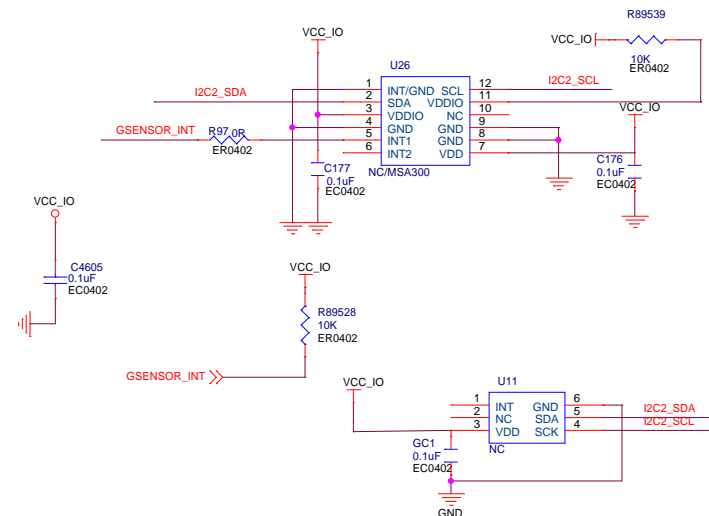 R89539
VCC_IO
VCC_IO
10K
ER0402
U26
I2C2_SDA
I2C2_SCL
1 INT/GND SCL 12
2 SDA VDDIO 11
3 VDDIO NC 10
4 GND GND 9
5 INT1 GND 8
6 INT2 VDD 7
NC/MSA300
VCC_IO
GSENSOR_INT
R97 0R
ER0402
C177
0.1uF
EC0402
C176
0.1uF
EC0402
VCC_IO
C4605
0.1uF
EC0402
VCC_IO
R89528
10K
ER0402
GSENSOR_INT
VCC_IO
U11
1 INT GND 6
2 NC SDA 5
3 VDD SCK 4
NC
I2C2_SDA
I2C2_SCL
GC1
0.1uF
EC0402
GND